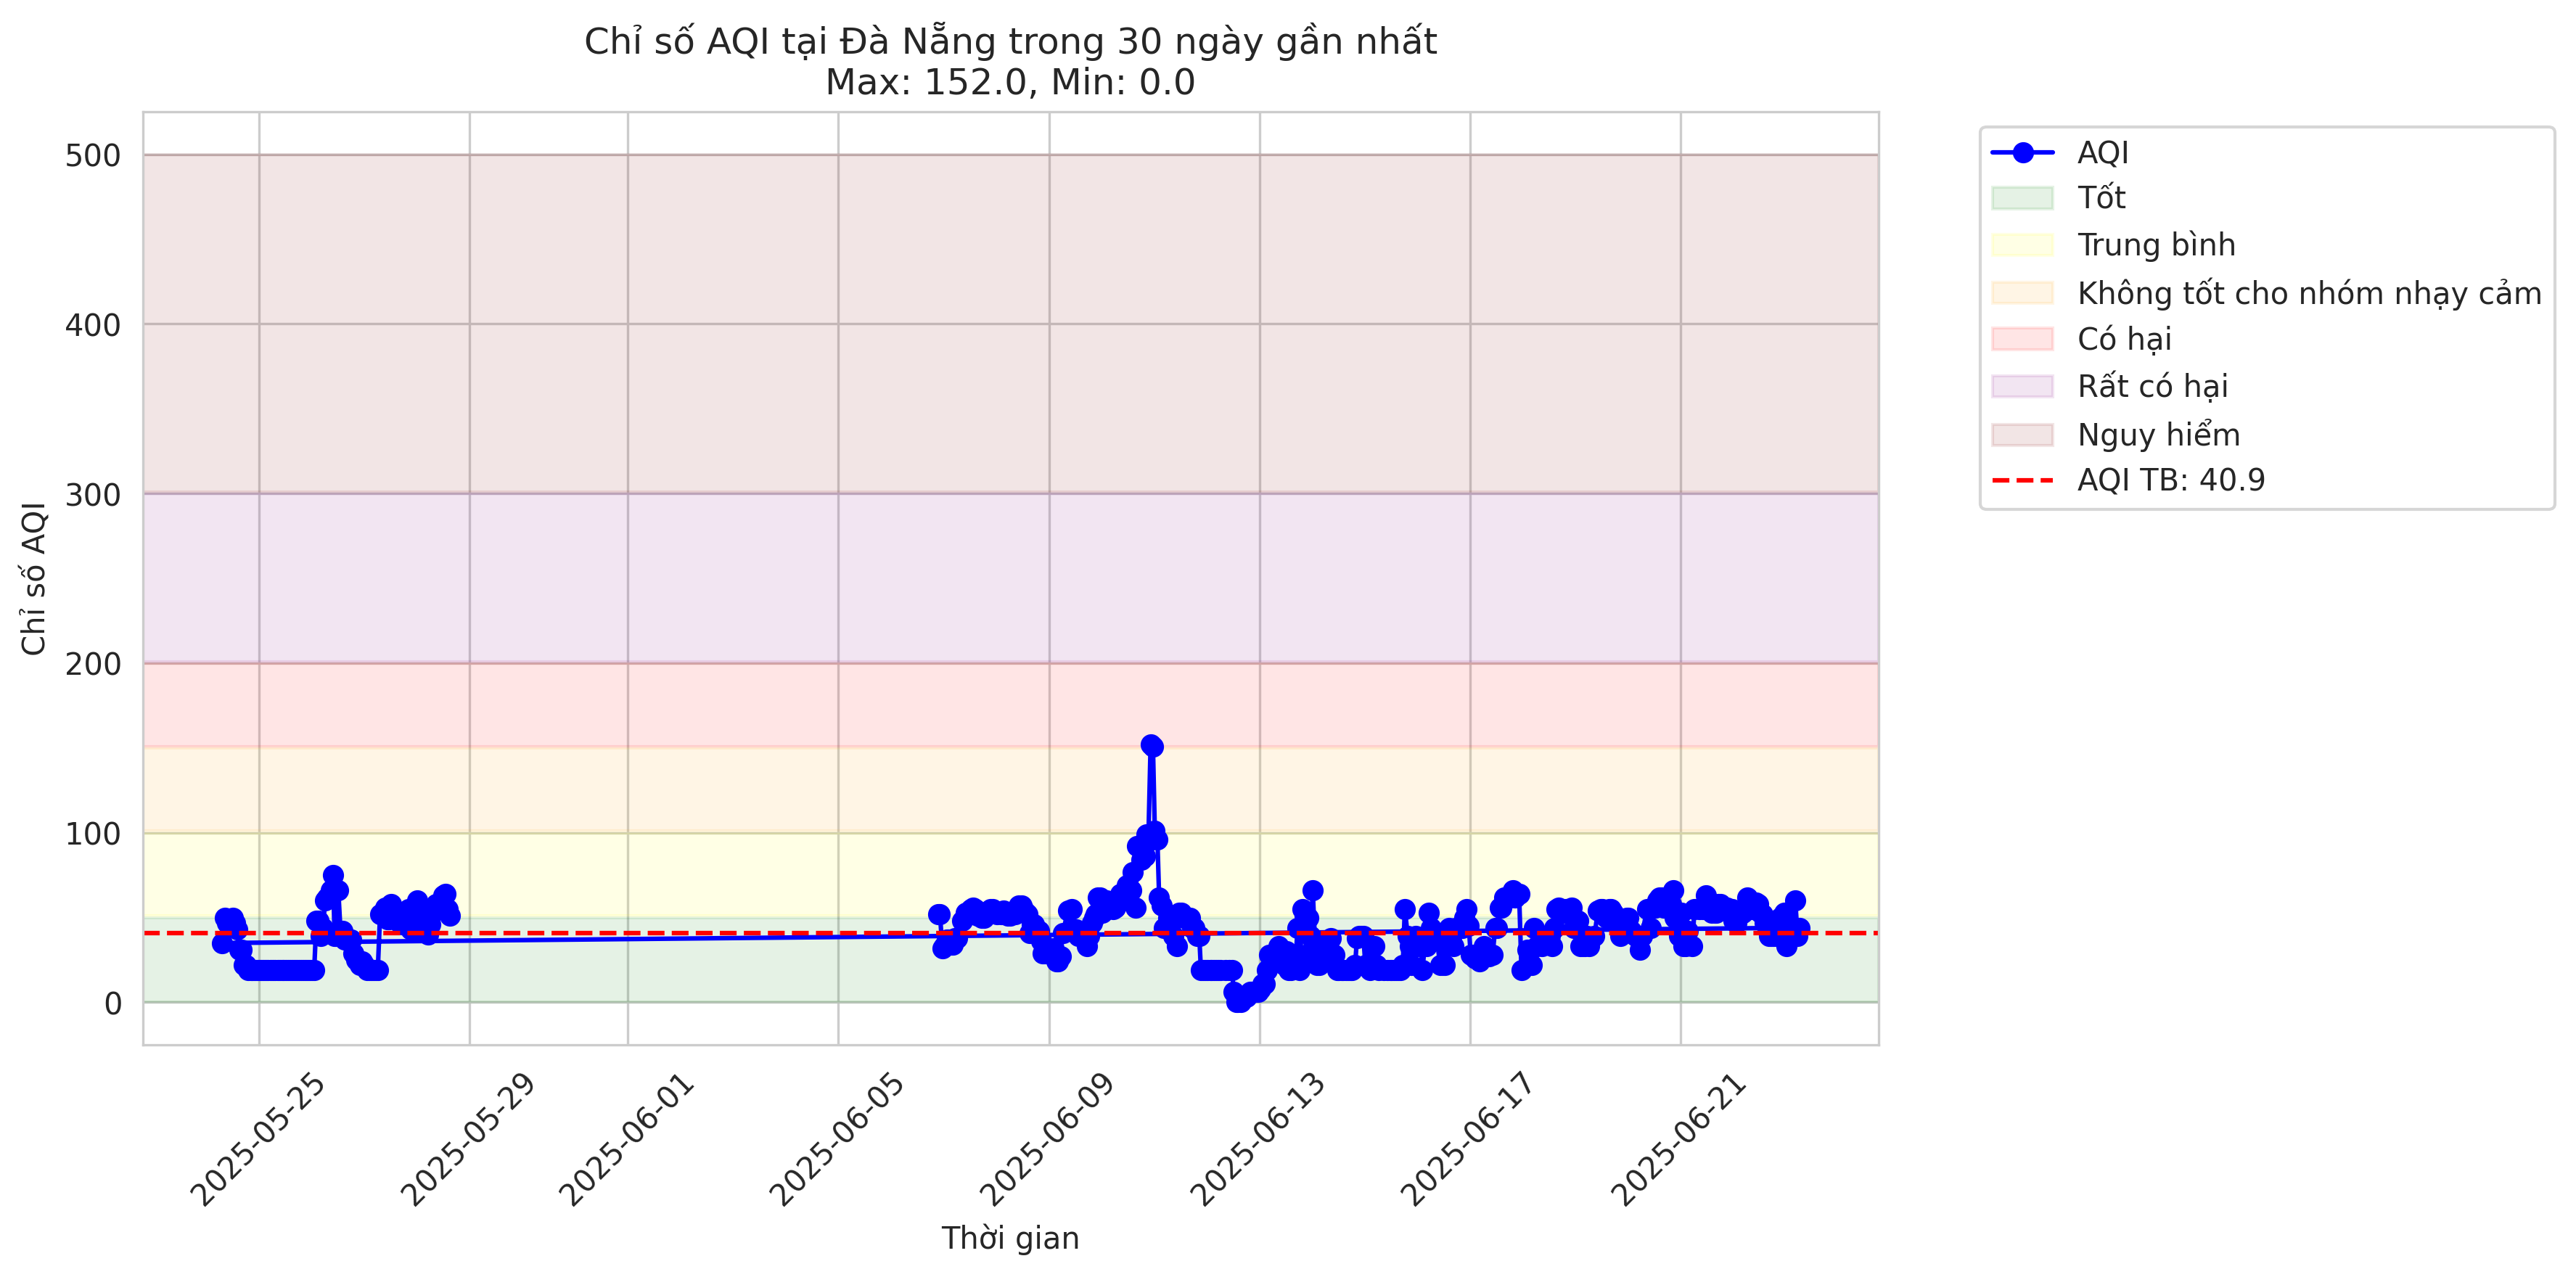 Chỉ số AQI tại Đà Nẵng trong 30 ngày gần nhất
Max: 152.0, Min: 0.0
Chỉ số AQI
500
400
300
200
100
0
2025-05-25
2025-05-29
2025-06-01
2025-06-05
2025-06-09
2025-06-13
2025-06-17
2025-06-21
Thời gian
AQI
Tốt
Trung bình
Không tốt cho nhóm nhạy cảm
Có hại
Rất có hại
Nguy hiểm
AQI TB: 40.9